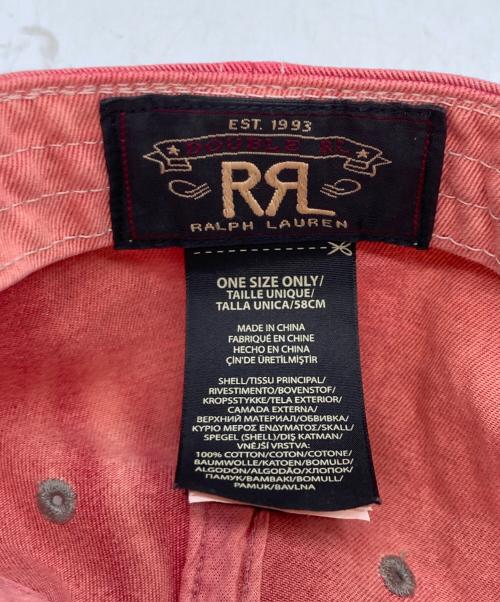 EST. 1993
DOUBLE RL
RRL
RALPH LAUREN
ONE SIZE ONLY/
TAILLE UNIQUE/
TALLA UNICA/58CM
MADE IN CHINA
FABRIQUÉ EN CHINE
HECHO EN CHINA
ÇİN'DE ÜRETİLMİŞTİR
SHELL/TISSU PRINCIPAL/
RIVESTIMENTO/BOVENSTOF/
KROPSSTYKKE/TELA EXTERIOR/
CAMADA EXTERNA/
ВЕРХНИЙ МАТЕРИАЛ/ОБВИВКА/
ΚΥΡΙΟ ΜΕΡΟΣ ΕΝΔΥΜΑΤΟΣ/SKALL/
SPEGEL (SHELL)/DIŞ KATMAN/
VNĚJŠÍ VRSTVA:
100% COTTON/COTON/COTONE/
BAUMWOLLE/KATOEN/BOMULD/
ALGODÓN/ALGODÃO/ХЛОПОК/
ПАМУК/ΒΑΜΒΑΚΙ/BOMULL/
PAMUK/BAVLNA